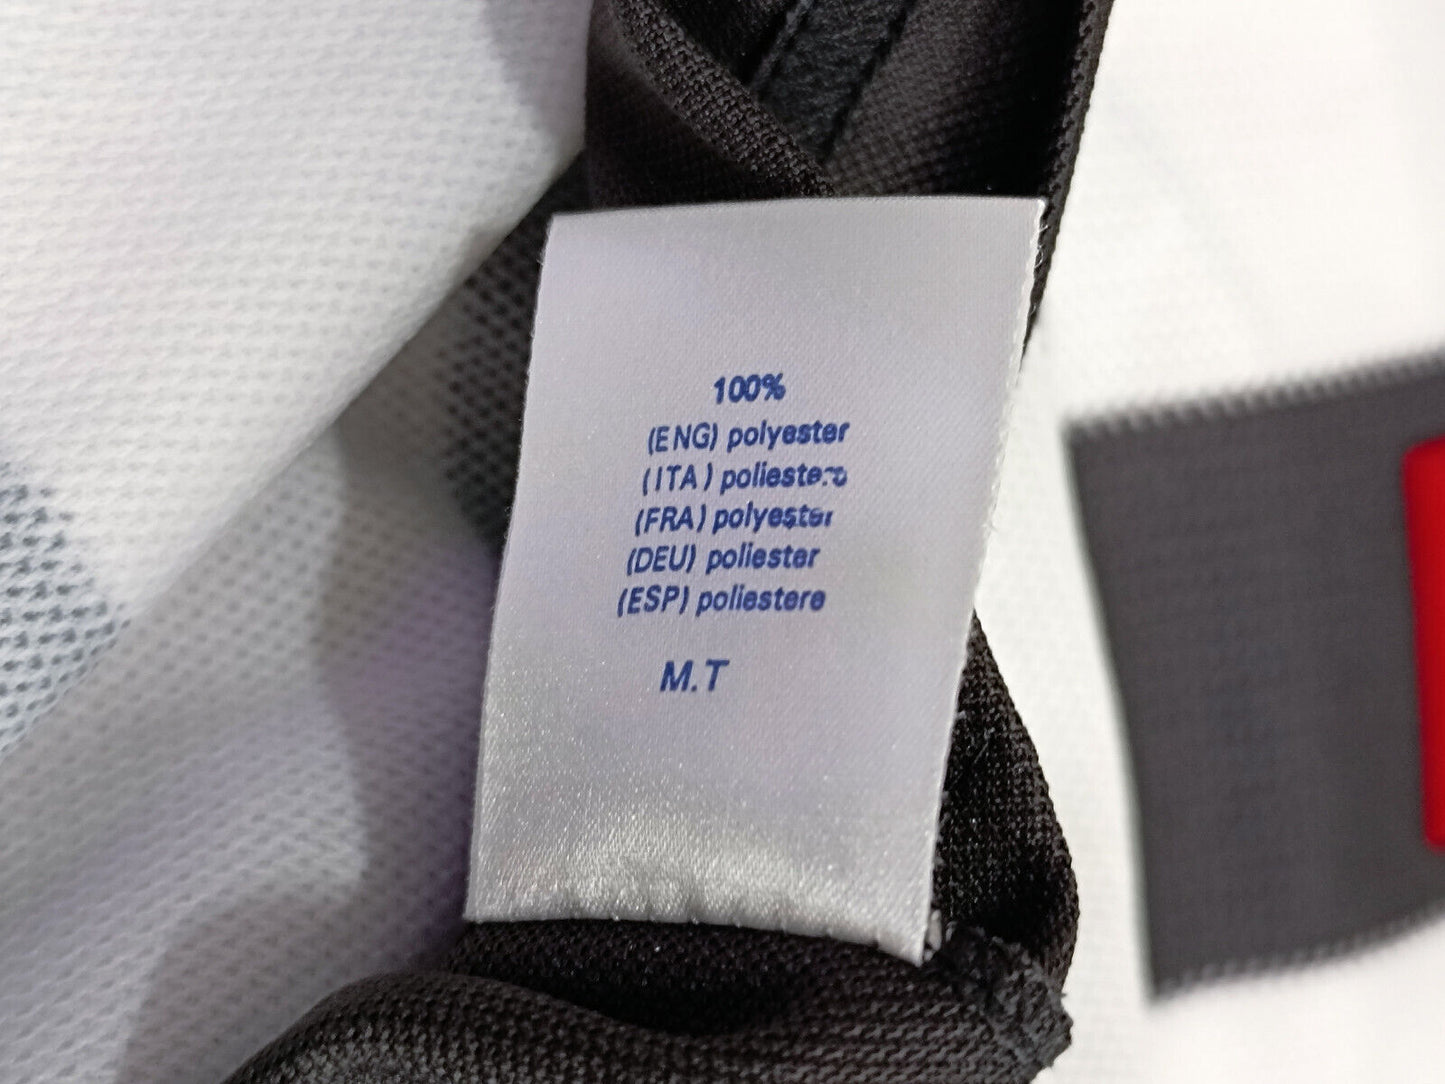 100%
(ENG) polyester
(ITA) poliestero
(FRA) polyester
(DEU) poliester
(ESP) poliestere
M.T